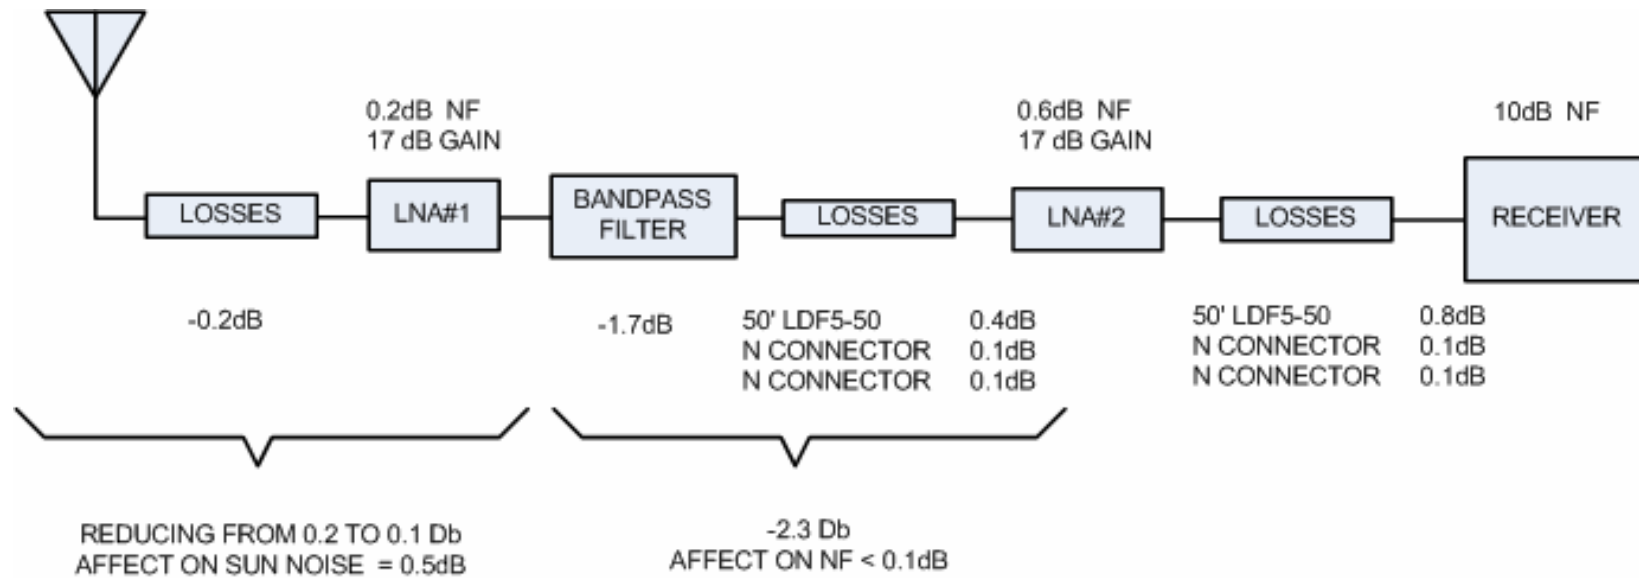 0.2dB NF
17 dB GAIN
0.6dB NF
17 dB GAIN
10dB NF
LOSSES
LNA#1
BANDPASS
FILTER
LOSSES
LNA#2
LOSSES
RECEIVER
-0.2dB
-1.7dB
50' LDF5-50 0.4dB
N CONNECTOR 0.1dB
N CONNECTOR 0.1dB
50' LDF5-50 0.8dB
N CONNECTOR 0.1dB
N CONNECTOR 0.1dB
REDUCING FROM 0.2 TO 0.1 Db
AFFECT ON SUN NOISE = 0.5dB
-2.3 Db
AFFECT ON NF < 0.1dB